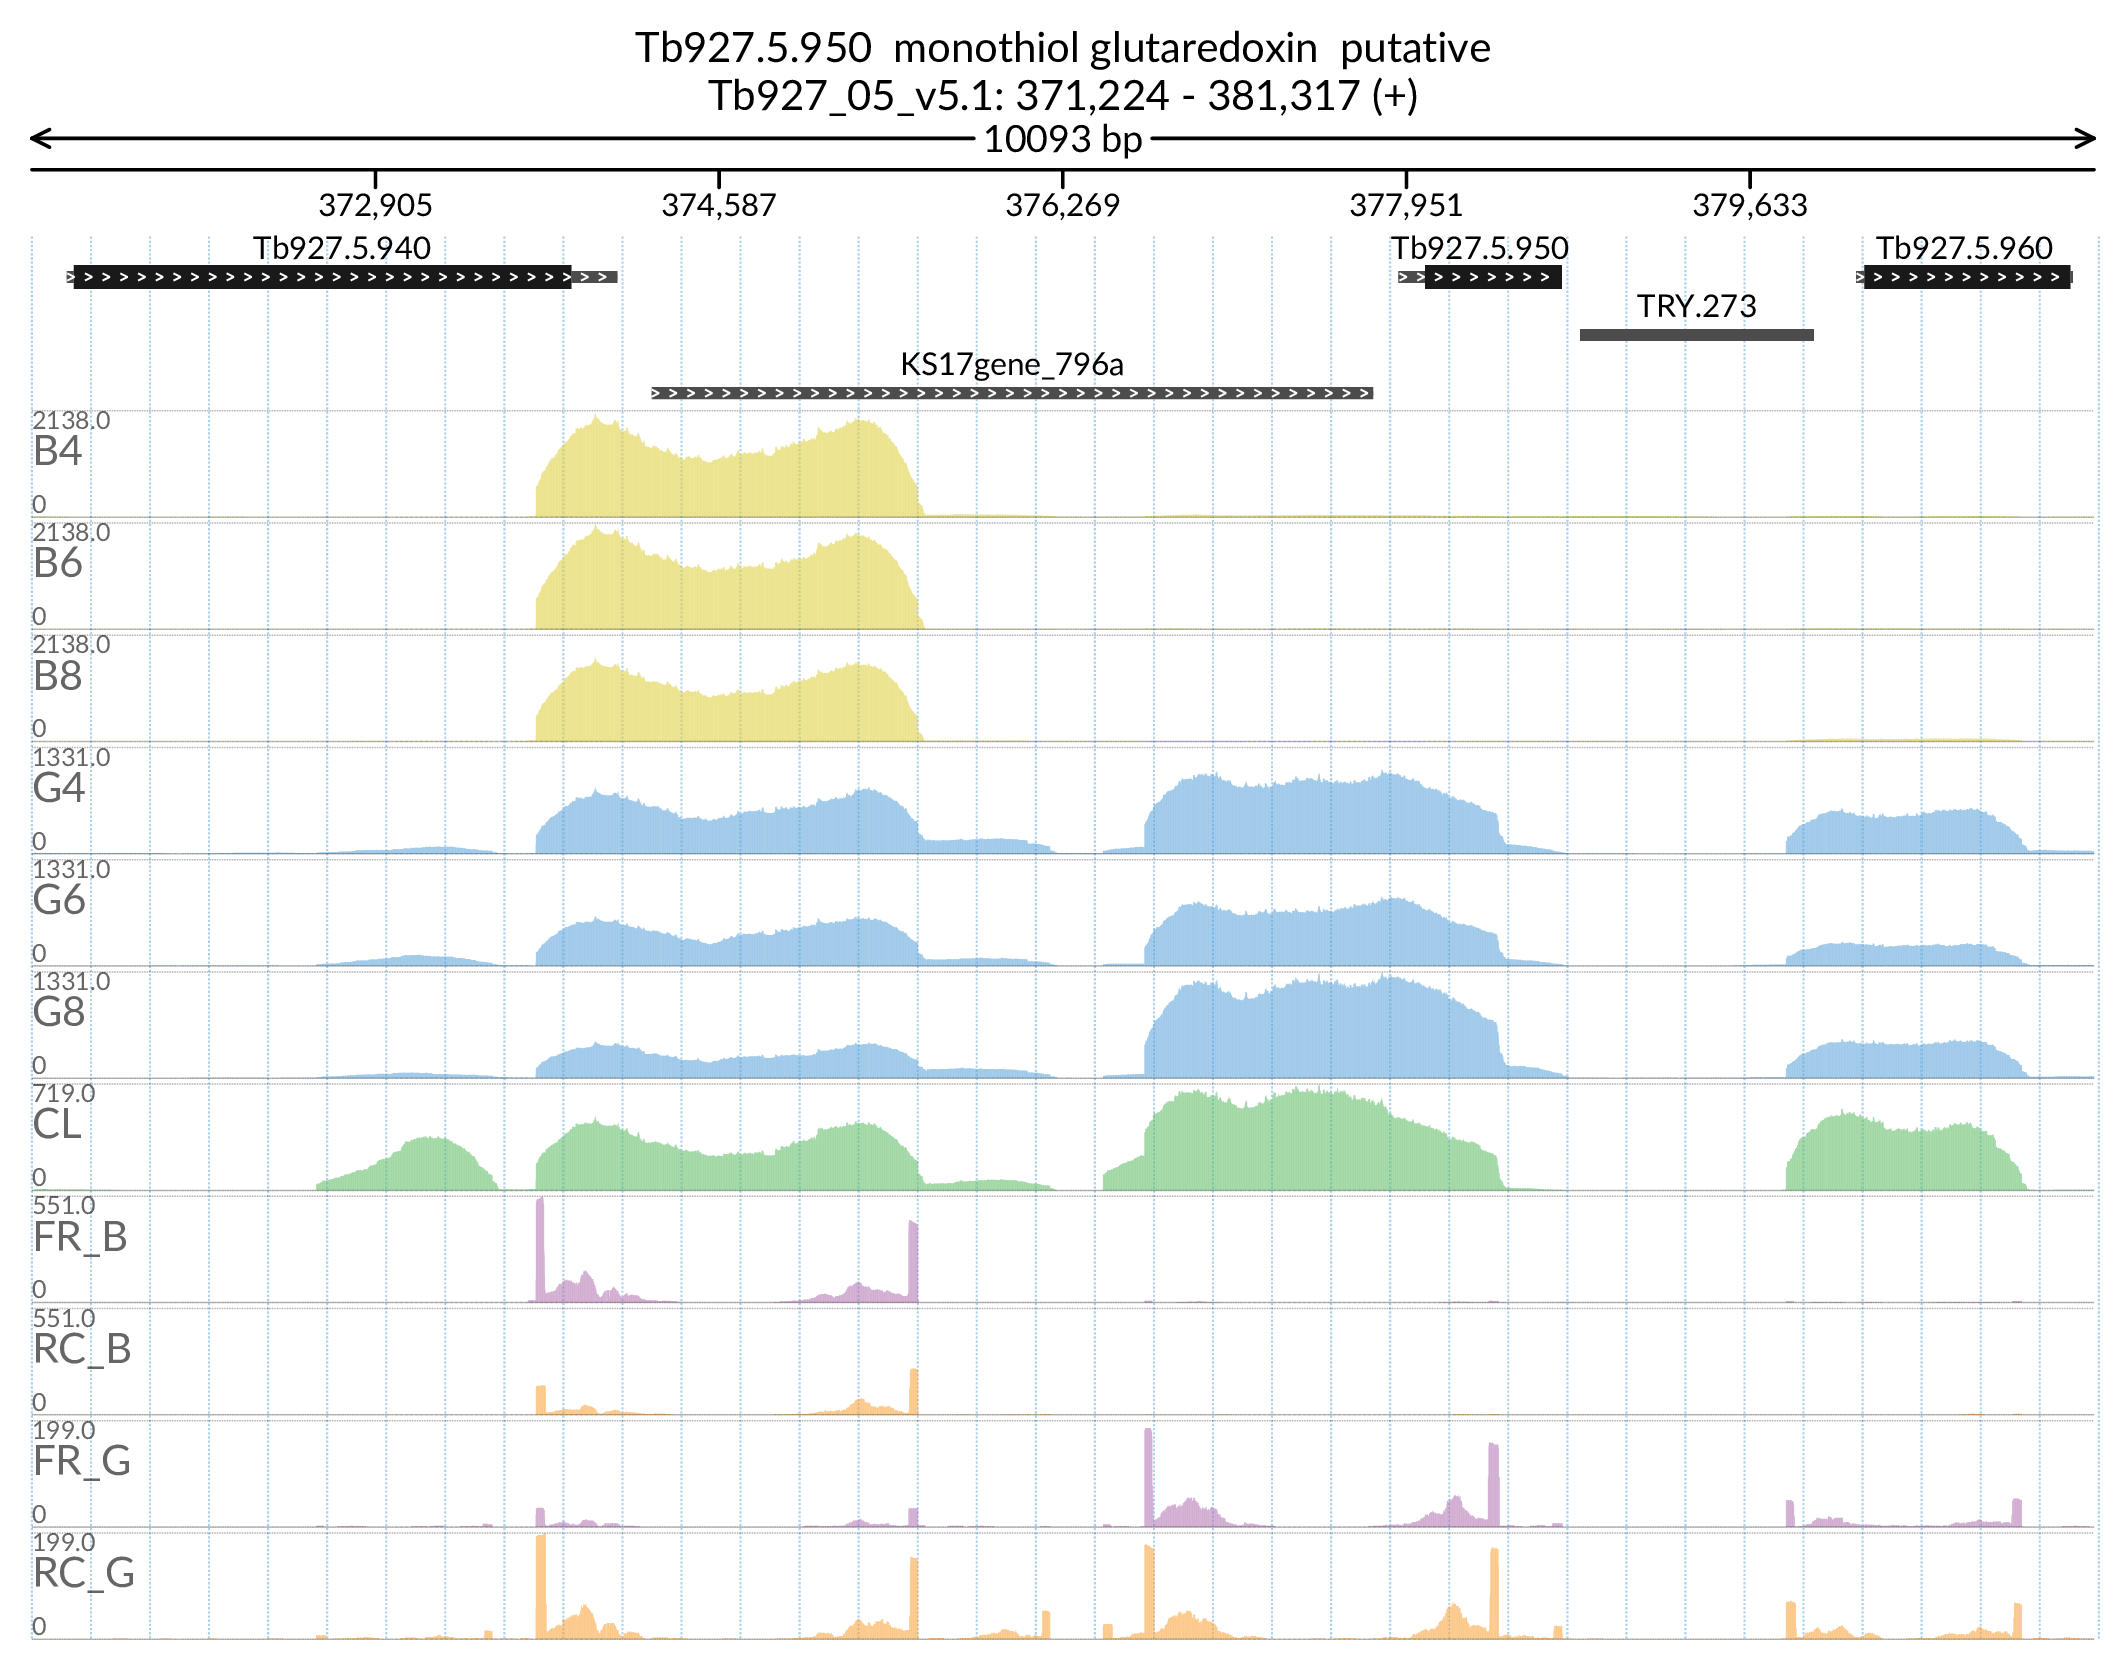 Tb927.5.950 monothiol glutaredoxin putative
Tb927_05_v5.1: 371,224 - 381,317 (+)
10093 bp
372,905 374,587 376,269 377,951 379,633
Tb927.5.940 Tb927.5.950 Tb927.5.960
TRY.273
KS17gene_796a
2138.0
B4
0
2138.0
B6
0
2138.0
B8
0
1331.0
G4
0
1331.0
G6
0
1331.0
G8
0
719.0
CL
0
551.0
FR_B
0
551.0
RC_B
0
199.0
FR_G
0
199.0
RC_G
0